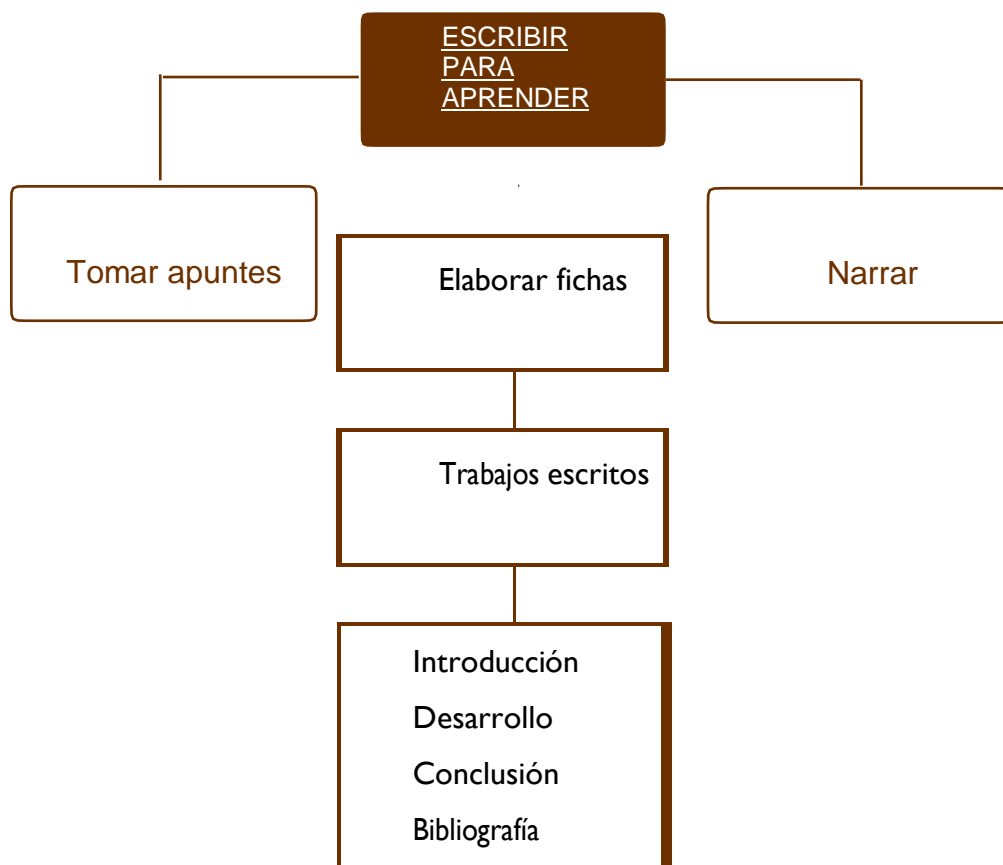 ESCRIBIR
PARA
APRENDER
Tomar apuntes
Elaborar fichas
Narrar
Trabajos escritos
Introducción
Desarrollo
Conclusión
Bibliografía